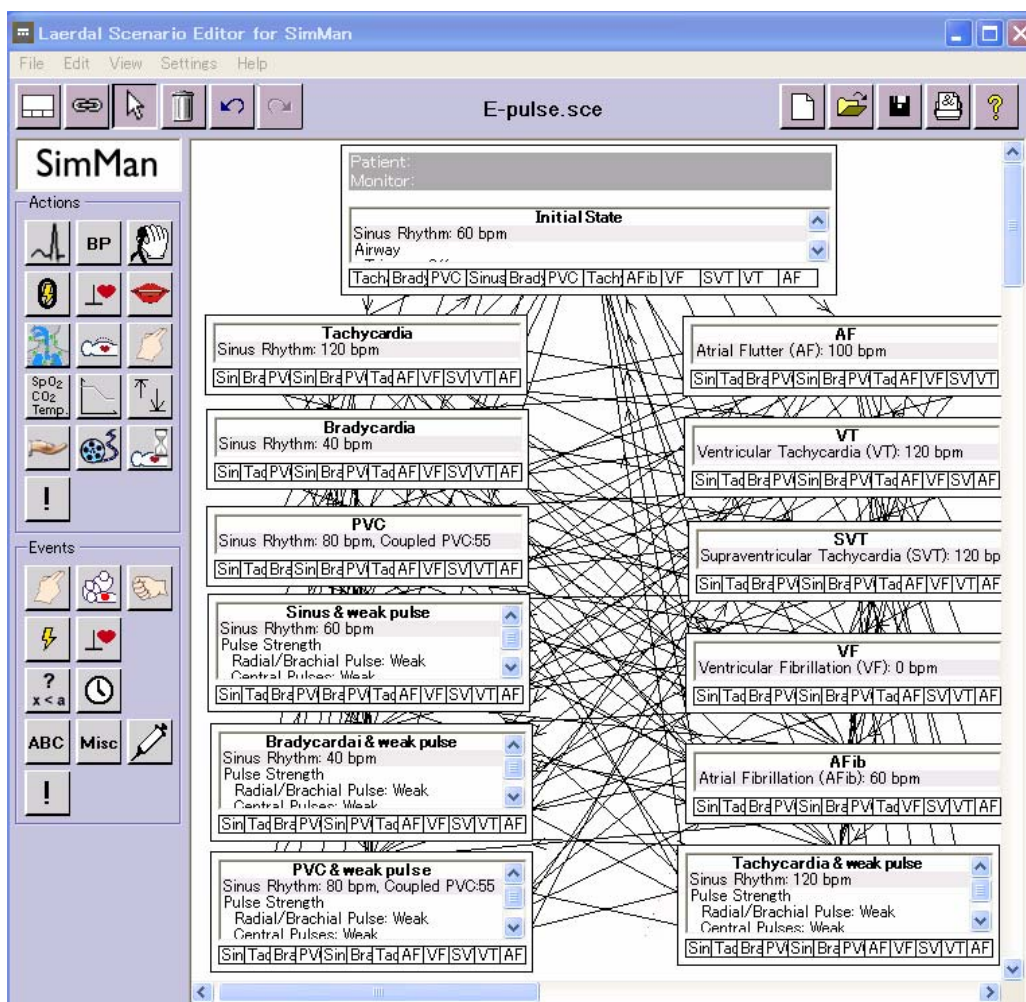 Laerdal Scenario Editor for SimMan
File Edit View Settings Help
E-pulse.sce
SimMan
Actions
BP
SpO2
CO2
Temp.
!
Events
?
x < a
ABC Misc
!
Patient:
Monitor:
Initial State
Sinus Rhythm: 60 bpm
Airway
Tach Brady PVC Sinus Brady PVC Tach AFib VF SVT VT AF
Tachycardia
Sinus Rhythm: 120 bpm
Sin Bra PV Sin Bra PV Tac AF VF SV VT AF
Bradycardia
Sinus Rhythm: 40 bpm
Sin Tac PV Sin Bra PV Tac AF VF SV VT AF
PVC
Sinus Rhythm: 80 bpm, Coupled PVC:55
Sin Tac Bra Sin Bra PV Tac AF VF SV VT AF
Sinus & weak pulse
Sinus Rhythm: 60 bpm
Pulse Strength
Radial/Brachial Pulse: Weak
Central Pulses: Weak
Sin Tac Bra PV Bra PV Tac AF VF SV VT AF
Bradycardai & weak pulse
Sinus Rhythm: 40 bpm
Pulse Strength
Radial/Brachial Pulse: Weak
Central Pulses: Weak
Sin Tac Bra PV Sin PV Tac AF VF SV VT AF
PVC & weak pulse
Sinus Rhythm: 80 bpm, Coupled PVC:55
Pulse Strength
Radial/Brachial Pulse: Weak
Central Pulses: Weak
Sin Tac Bra PV Sin Bra Tac AF VF SV VT AF
AF
Atrial Flutter (AF): 100 bpm
Sin Tac Bra PV Sin Bra PV Tac AF VF SV VT
VT
Ventricular Tachycardia (VT): 120 bpm
Sin Tac Bra PV Sin Bra PV Tac AF VF SV AF
SVT
Supraventricular Tachycardia (SVT): 120 bp
Sin Tac Bra PV Sin Bra PV Tac AF VF VT AF
VF
Ventricular Fibrillation (VF): 0 bpm
Sin Tac Bra PV Sin Bra PV Tac AF SV VT AF
AFib
Atrial Fibrillation (AFib): 60 bpm
Sin Tac Bra PV Sin Bra PV Tac VF SV VT AF
Tachycardia & weak pulse
Sinus Rhythm: 120 bpm
Pulse Strength
Radial/Brachial Pulse: Weak
Central Pulses: Weak
Sin Tac Bra PV Sin Bra PV AF VF SV VT AF